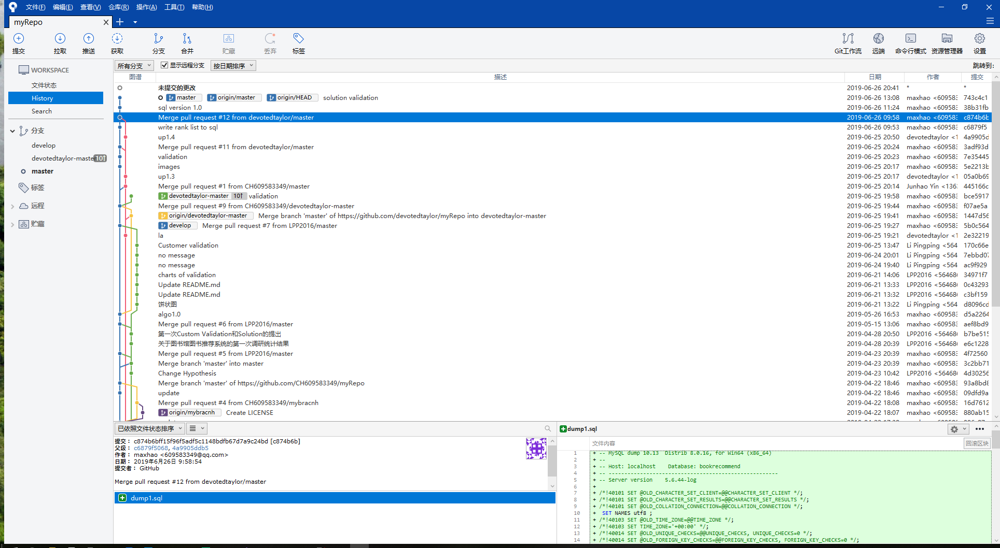 文件(F) 编辑(E) 查看(V) 仓库(R) 操作(A) 工具(T) 帮助(H)
myRepo
提交 拉取 推送 获取 分支 合并 贮藏 丢弃 标签 Git工作流 远端 命令行模式 资源管理器 设置
WORKSPACE
文件状态
History
Search
分支
develop
devotedtaylor-master 10↑
master
标签
远程
贮藏
所有分支 显示远程分支 按日期排序 跳转到:
图谱 描述 日期 作者 提交
未提交的更改 2019-06-26 20:41 * *
master origin/master origin/HEAD solution validation 2019-06-26 13:08 maxhao <609583 743c4c1
sql version 1.0 2019-06-26 11:24 maxhao <609583 38b31fb
Merge pull request #12 from devotedtaylor/master 2019-06-26 09:58 maxhao <609583 c874b6b
write rank list to sql 2019-06-26 09:53 maxhao <609583 c6879f5
up1.4 2019-06-25 20:50 devotedtaylor <1 4a9905d
Merge pull request #11 from devotedtaylor/master 2019-06-25 20:24 maxhao <609583 3adf93d
validation 2019-06-25 20:23 maxhao <609583 7e35445
images 2019-06-25 20:17 maxhao <609583 5e2213b
up1.3 2019-06-25 20:17 devotedtaylor <1 05a0b69
Merge pull request #1 from CH609583349/master 2019-06-25 20:14 Junhao Yin <136 445166c
devotedtaylor-master 10↑ validation 2019-06-25 19:58 maxhao <609583 bce5917
Merge pull request #9 from CH609583349/devotedtaylor-master 2019-06-25 19:44 maxhao <609583 f07ae5a
origin/devotedtaylor-master Merge branch 'master' of https://github.com/devotedtaylor/myRepo into devotedtaylor-master 2019-06-25 19:41 maxhao <609583 1447d56
develop Merge pull request #7 from LPP2016/master 2019-06-25 19:27 maxhao <609583 5b0c564
la 2019-06-25 19:21 devotedtaylor <1 2e32219
Customer validation 2019-06-25 13:47 Li Pingping <564 170c66e
no message 2019-06-24 20:01 Li Pingping <564 7ebbd07
no message 2019-06-24 19:40 Li Pingping <564 ac9f929
charts of validation 2019-06-21 14:06 LPP2016 <56468 34971f7
Update README.md 2019-06-21 13:33 LPP2016 <56468 0c43293
Update README.md 2019-06-21 13:32 LPP2016 <56468 c3bf159
饼状图 2019-06-21 13:22 Li Pingping <564 d8096cd
algo1.0 2019-05-26 16:53 maxhao <609583 d5a2264
Merge pull request #6 from LPP2016/master 2019-05-15 13:06 maxhao <609583 aef8bd9
第一次Custom Validation和Solution的提出 2019-04-28 20:50 LPP2016 <56468 b7be515
关于图书馆图书推荐系统的第一次调研统计结果 2019-04-28 20:39 LPP2016 <56468 e6c1228
Merge pull request #5 from LPP2016/master 2019-04-23 20:39 maxhao <609583 4f72560
Merge branch 'master' into master 2019-04-23 20:39 maxhao <609583 3c2bb71
Change Hypothesis 2019-04-23 10:42 LPP2016 <56468 4d30256
Merge branch 'master' of https://github.com/CH609583349/myRepo 2019-04-22 18:46 maxhao <609583 93a8bd8
update 2019-04-22 18:46 maxhao <609583 09dfd9a
Merge pull request #4 from CH609583349/mybracnh 2019-04-22 18:08 maxhao <609583 16d7612
origin/mybracnh Create LICENSE 2019-04-22 18:07 maxhao <609583 880ab15
已依照文件状态排序
提交： c874b6bff15f96f5adf5c1148bdfb67d7a9c24bd [c874b6b]
父级： c6879f5068, 4a9905ddb5
作者： maxhao <609583349@qq.com>
日期： 2019年6月26日 9:58:54
提交者： GitHub
Merge pull request #12 from devotedtaylor/master
dump1.sql
dump1.sql
文件内容 回滚区块
1 + -- MySQL dump 10.13 Distrib 8.0.16, for Win64 (x86_64)
2 + --
3 + -- Host: localhost Database: bookrecommend
4 + -- ------------------------------------------------------
5 + -- Server version 5.6.44-log
6 +
7 + /*!40101 SET @OLD_CHARACTER_SET_CLIENT=@@CHARACTER_SET_CLIENT */;
8 + /*!40101 SET @OLD_CHARACTER_SET_RESULTS=@@CHARACTER_SET_RESULTS */;
9 + /*!40101 SET @OLD_COLLATION_CONNECTION=@@COLLATION_CONNECTION */;
10 + SET NAMES utf8 ;
11 + /*!40103 SET @OLD_TIME_ZONE=@@TIME_ZONE */;
12 + /*!40103 SET TIME_ZONE='+00:00' */;
13 + /*!40014 SET @OLD_UNIQUE_CHECKS=@@UNIQUE_CHECKS, UNIQUE_CHECKS=0 */;
14 + /*!40014 SET @OLD_FOREIGN_KEY_CHECKS=@@FOREIGN_KEY_CHECKS, FOREIGN_KEY_CHECKS=0 */;